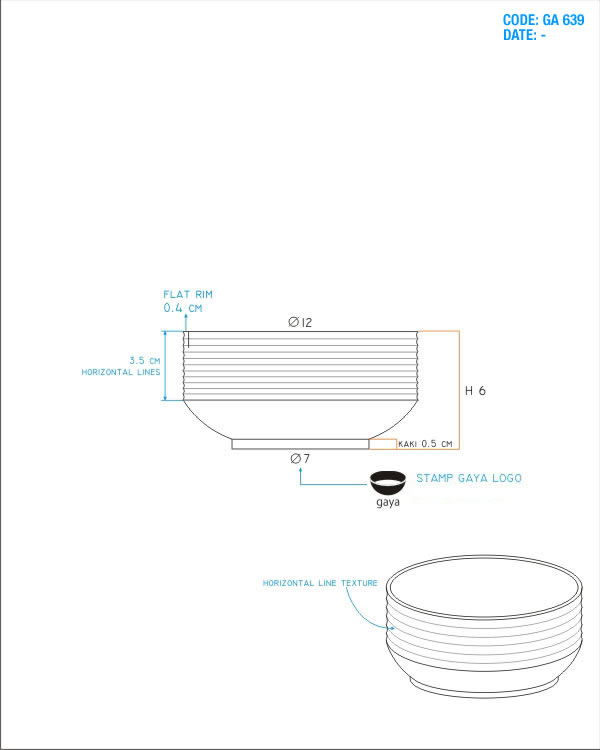 CODE: GA 639
DATE: -
FLAT RIM
0.4 CM
Ø12
3.5 CM
HORIZONTAL LINES
H 6
KAKI 0.5 CM
Ø7
STAMP GAYA LOGO
gaya
HORIZONTAL LINE TEXTURE